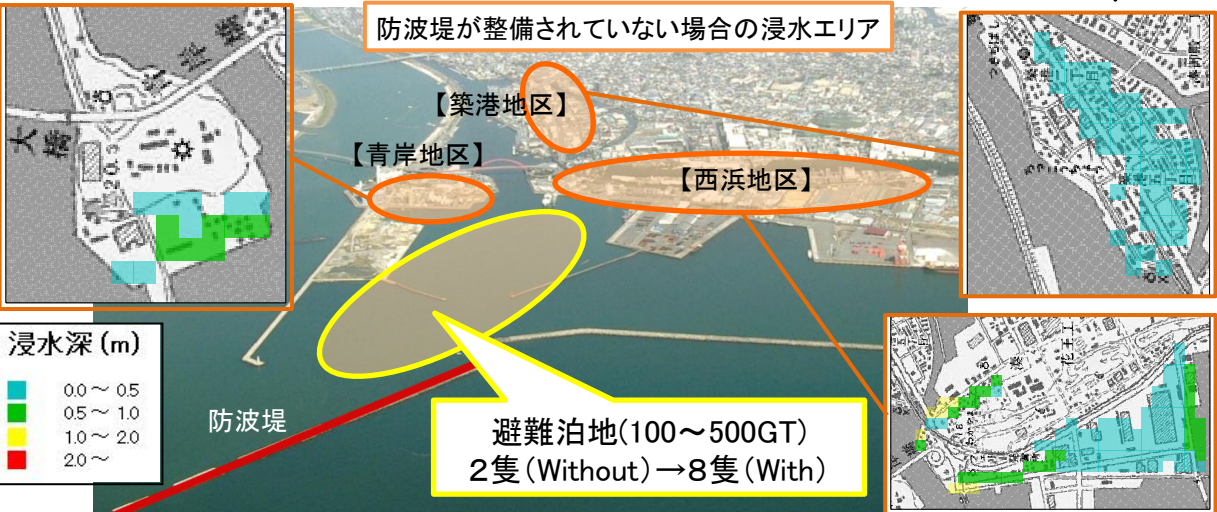 防波堤が整備されていない場合の浸水エリア
【築港地区】
【青岸地区】
【西浜地区】
大橋
浸水深(m)
0.0～0.5
0.5～1.0
1.0～2.0
2.0～
防波堤
避難泊地(100～500GT)
2隻(Without)→8隻(With)